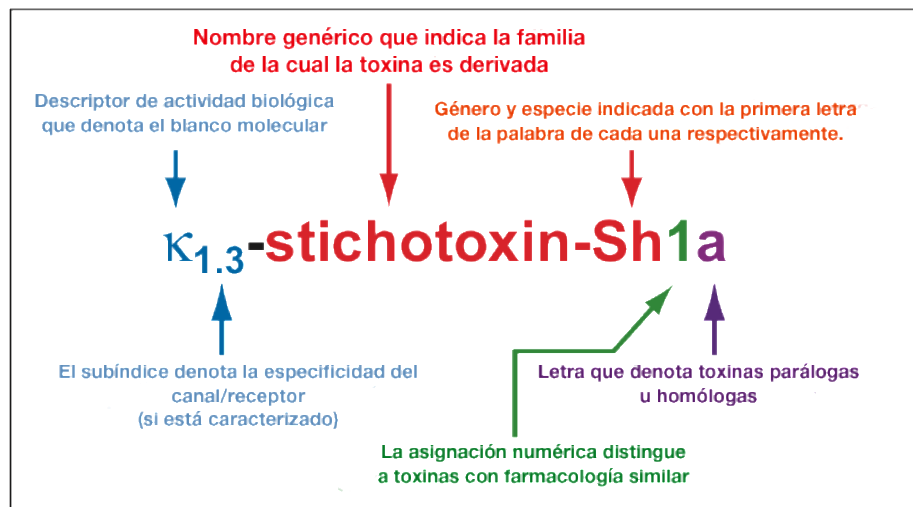 Nombre genérico que indica la familia
de la cual la toxina es derivada
Descriptor de actividad biológica
que denota el blanco molecular
Género y especie indicada con la primera letra
de la palabra de cada una respectivamente.
κ1.3-stichotoxin-Sh1a
El subíndice denota la especificidad del
canal/receptor
(si está caracterizado)
Letra que denota toxinas parálogas
u homólogas
La asignación numérica distingue
a toxinas con farmacología similar